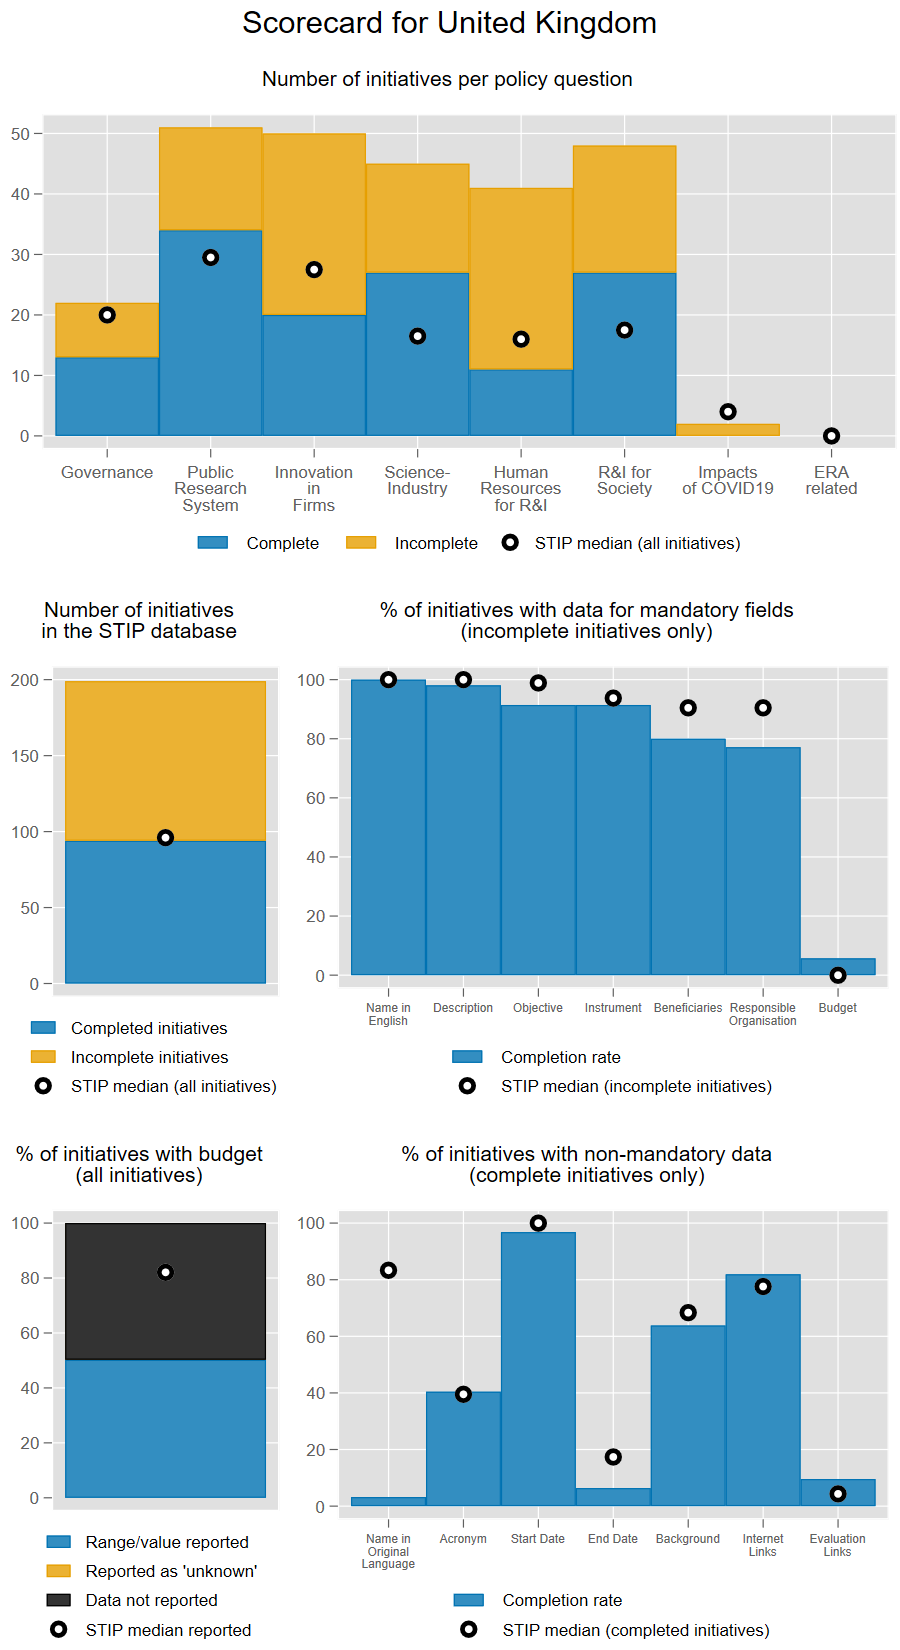 Scorecard for United Kingdom
Number of initiatives per policy question
50
40
30
20
10
0
Governance
Public
Research
System
Innovation
in
Firms
Science-
Industry
Human
Resources
for R&I
R&I for
Society
Impacts
of COVID19
ERA
related
Complete
Incomplete
STIP median (all initiatives)
Number of initiatives
in the STIP database
200
150
100
50
0
Completed initiatives
Incomplete initiatives
STIP median (all initiatives)
% of initiatives with data for mandatory fields
(incomplete initiatives only)
100
80
60
40
20
0
Name in
English
Description
Objective
Instrument
Beneficiaries
Responsible
Organisation
Budget
Completion rate
STIP median (incomplete initiatives)
% of initiatives with budget
(all initiatives)
100
80
60
40
20
0
Range/value reported
Reported as 'unknown'
Data not reported
STIP median reported
% of initiatives with non-mandatory data
(complete initiatives only)
100
80
60
40
20
0
Name in
Original
Language
Acronym
Start Date
End Date
Background
Internet
Links
Evaluation
Links
Completion rate
STIP median (completed initiatives)